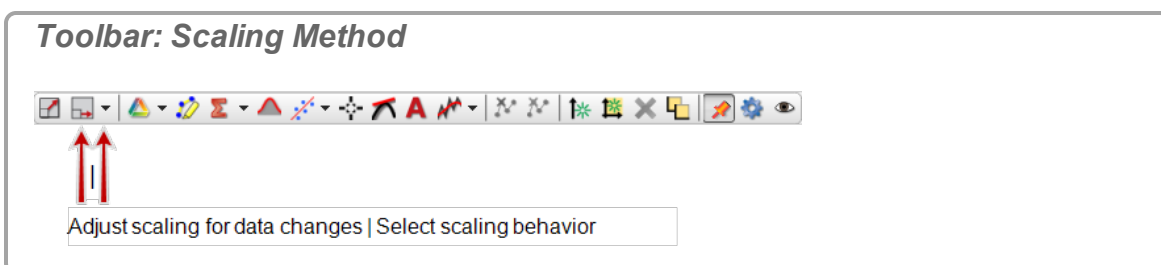 Toolbar: Scaling Method
A
|
Adjust scaling for data changes | Select scaling behavior